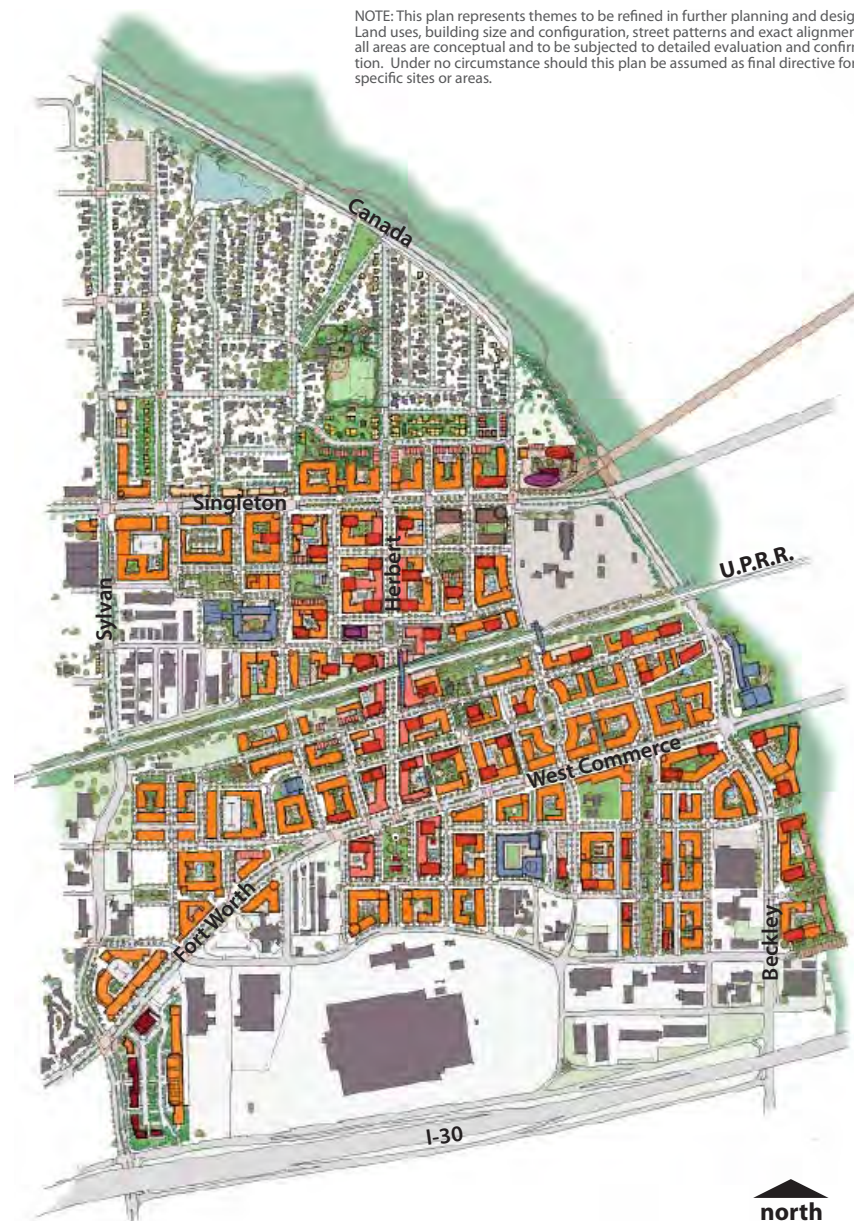 NOTE: This plan represents themes to be refined in further planning and desig
Land uses, building size and configuration, street patterns and exact alignmen
all areas are conceptual and to be subjected to detailed evaluation and confirm
tion. Under no circumstance should this plan be assumed as final directive for
specific sites or areas.
Canada
Singleton
Herbert
Sylvan
U.P.R.R.
West Commerce
Fort Worth
Beckley
I-30
north